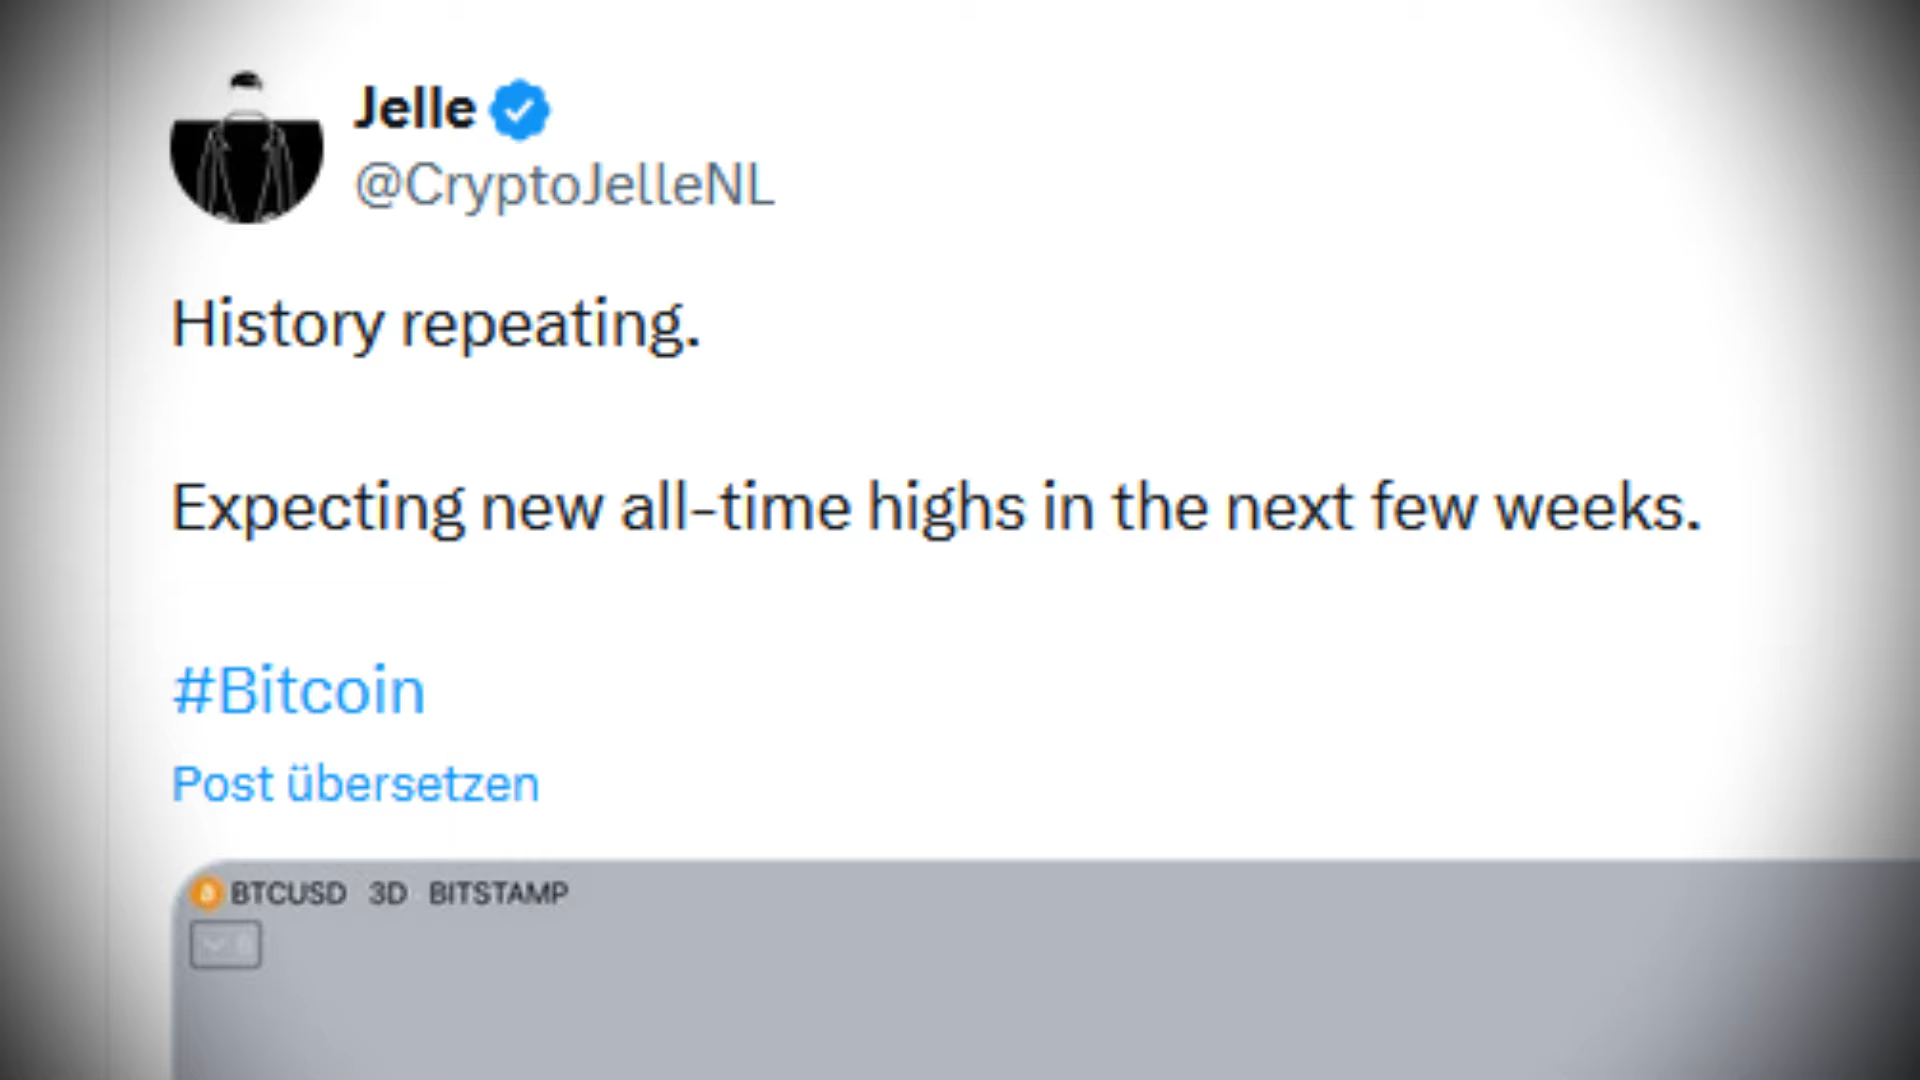 Jelle
@CryptoJelleNL
History repeating.
Expecting new all-time highs in the next few weeks.
#Bitcoin
Post übersetzen
BTCUSD 3D BITSTAMP